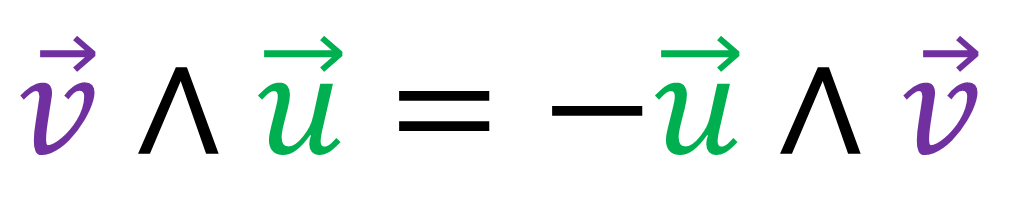 v⃗ ∧ u⃗ = −u⃗ ∧ v⃗